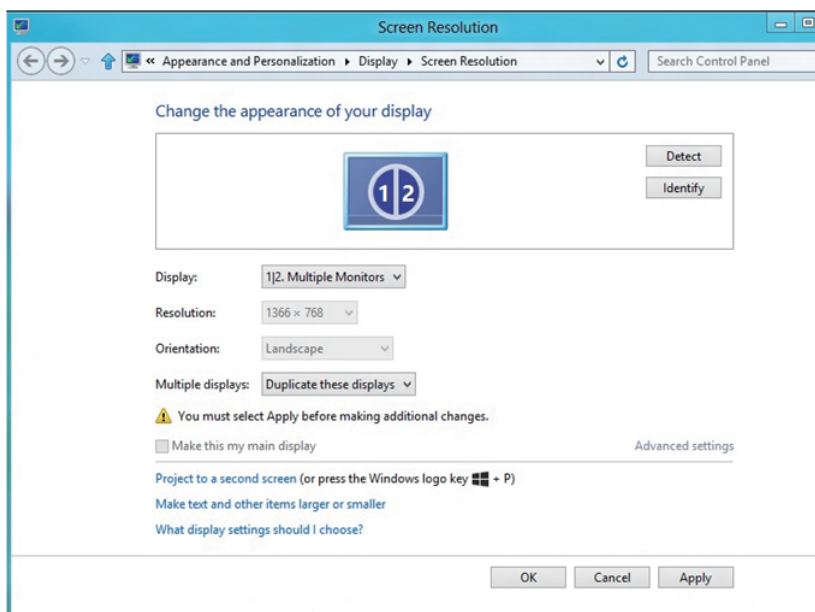 Screen Resolution
« Appearance and Personalization ▸ Display ▸ Screen Resolution Search Control Panel
Change the appearance of your display
1 2
Detect
Identify
Display: 1|2. Multiple Monitors
Resolution: 1366 × 768
Orientation: Landscape
Multiple displays: Duplicate these displays
You must select Apply before making additional changes.
Make this my main display Advanced settings
Project to a second screen (or press the Windows logo key + P)
Make text and other items larger or smaller
What display settings should I choose?
OK Cancel Apply